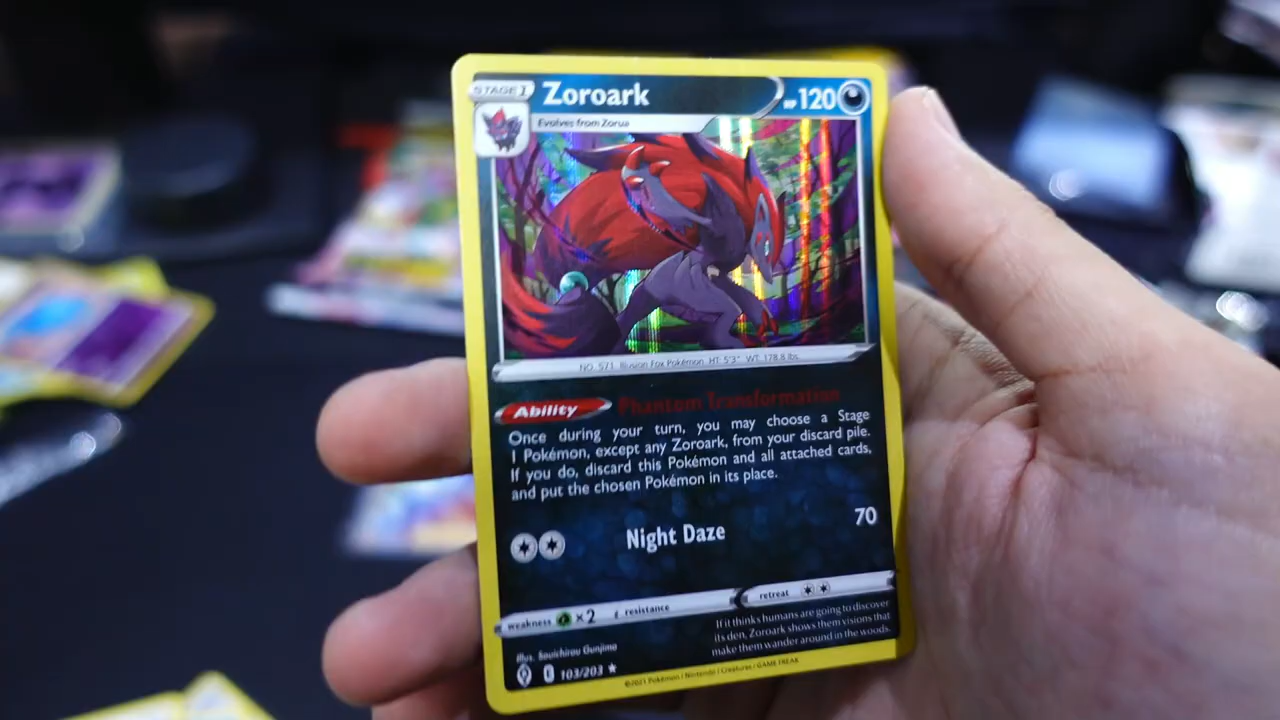 STAGE 1 Zoroark HP 120
Evolves from Zorua
NO. 571 Illusion Fox Pokémon HT: 5'3" WT: 178.8 lbs.
Ability Phantom Transformation
Once during your turn, you may choose a Stage
1 Pokémon, except any Zoroark, from your discard pile.
If you do, discard this Pokémon and all attached cards,
and put the chosen Pokémon in its place.
Night Daze 70
weakness ×2 resistance retreat
If it thinks humans are going to discover
its den, Zoroark shows them visions that
make them wander around in the woods.
Illus. Souichirou Gunjima
103/203 ★
©2021 Pokémon / Nintendo / Creatures / GAME FREAK